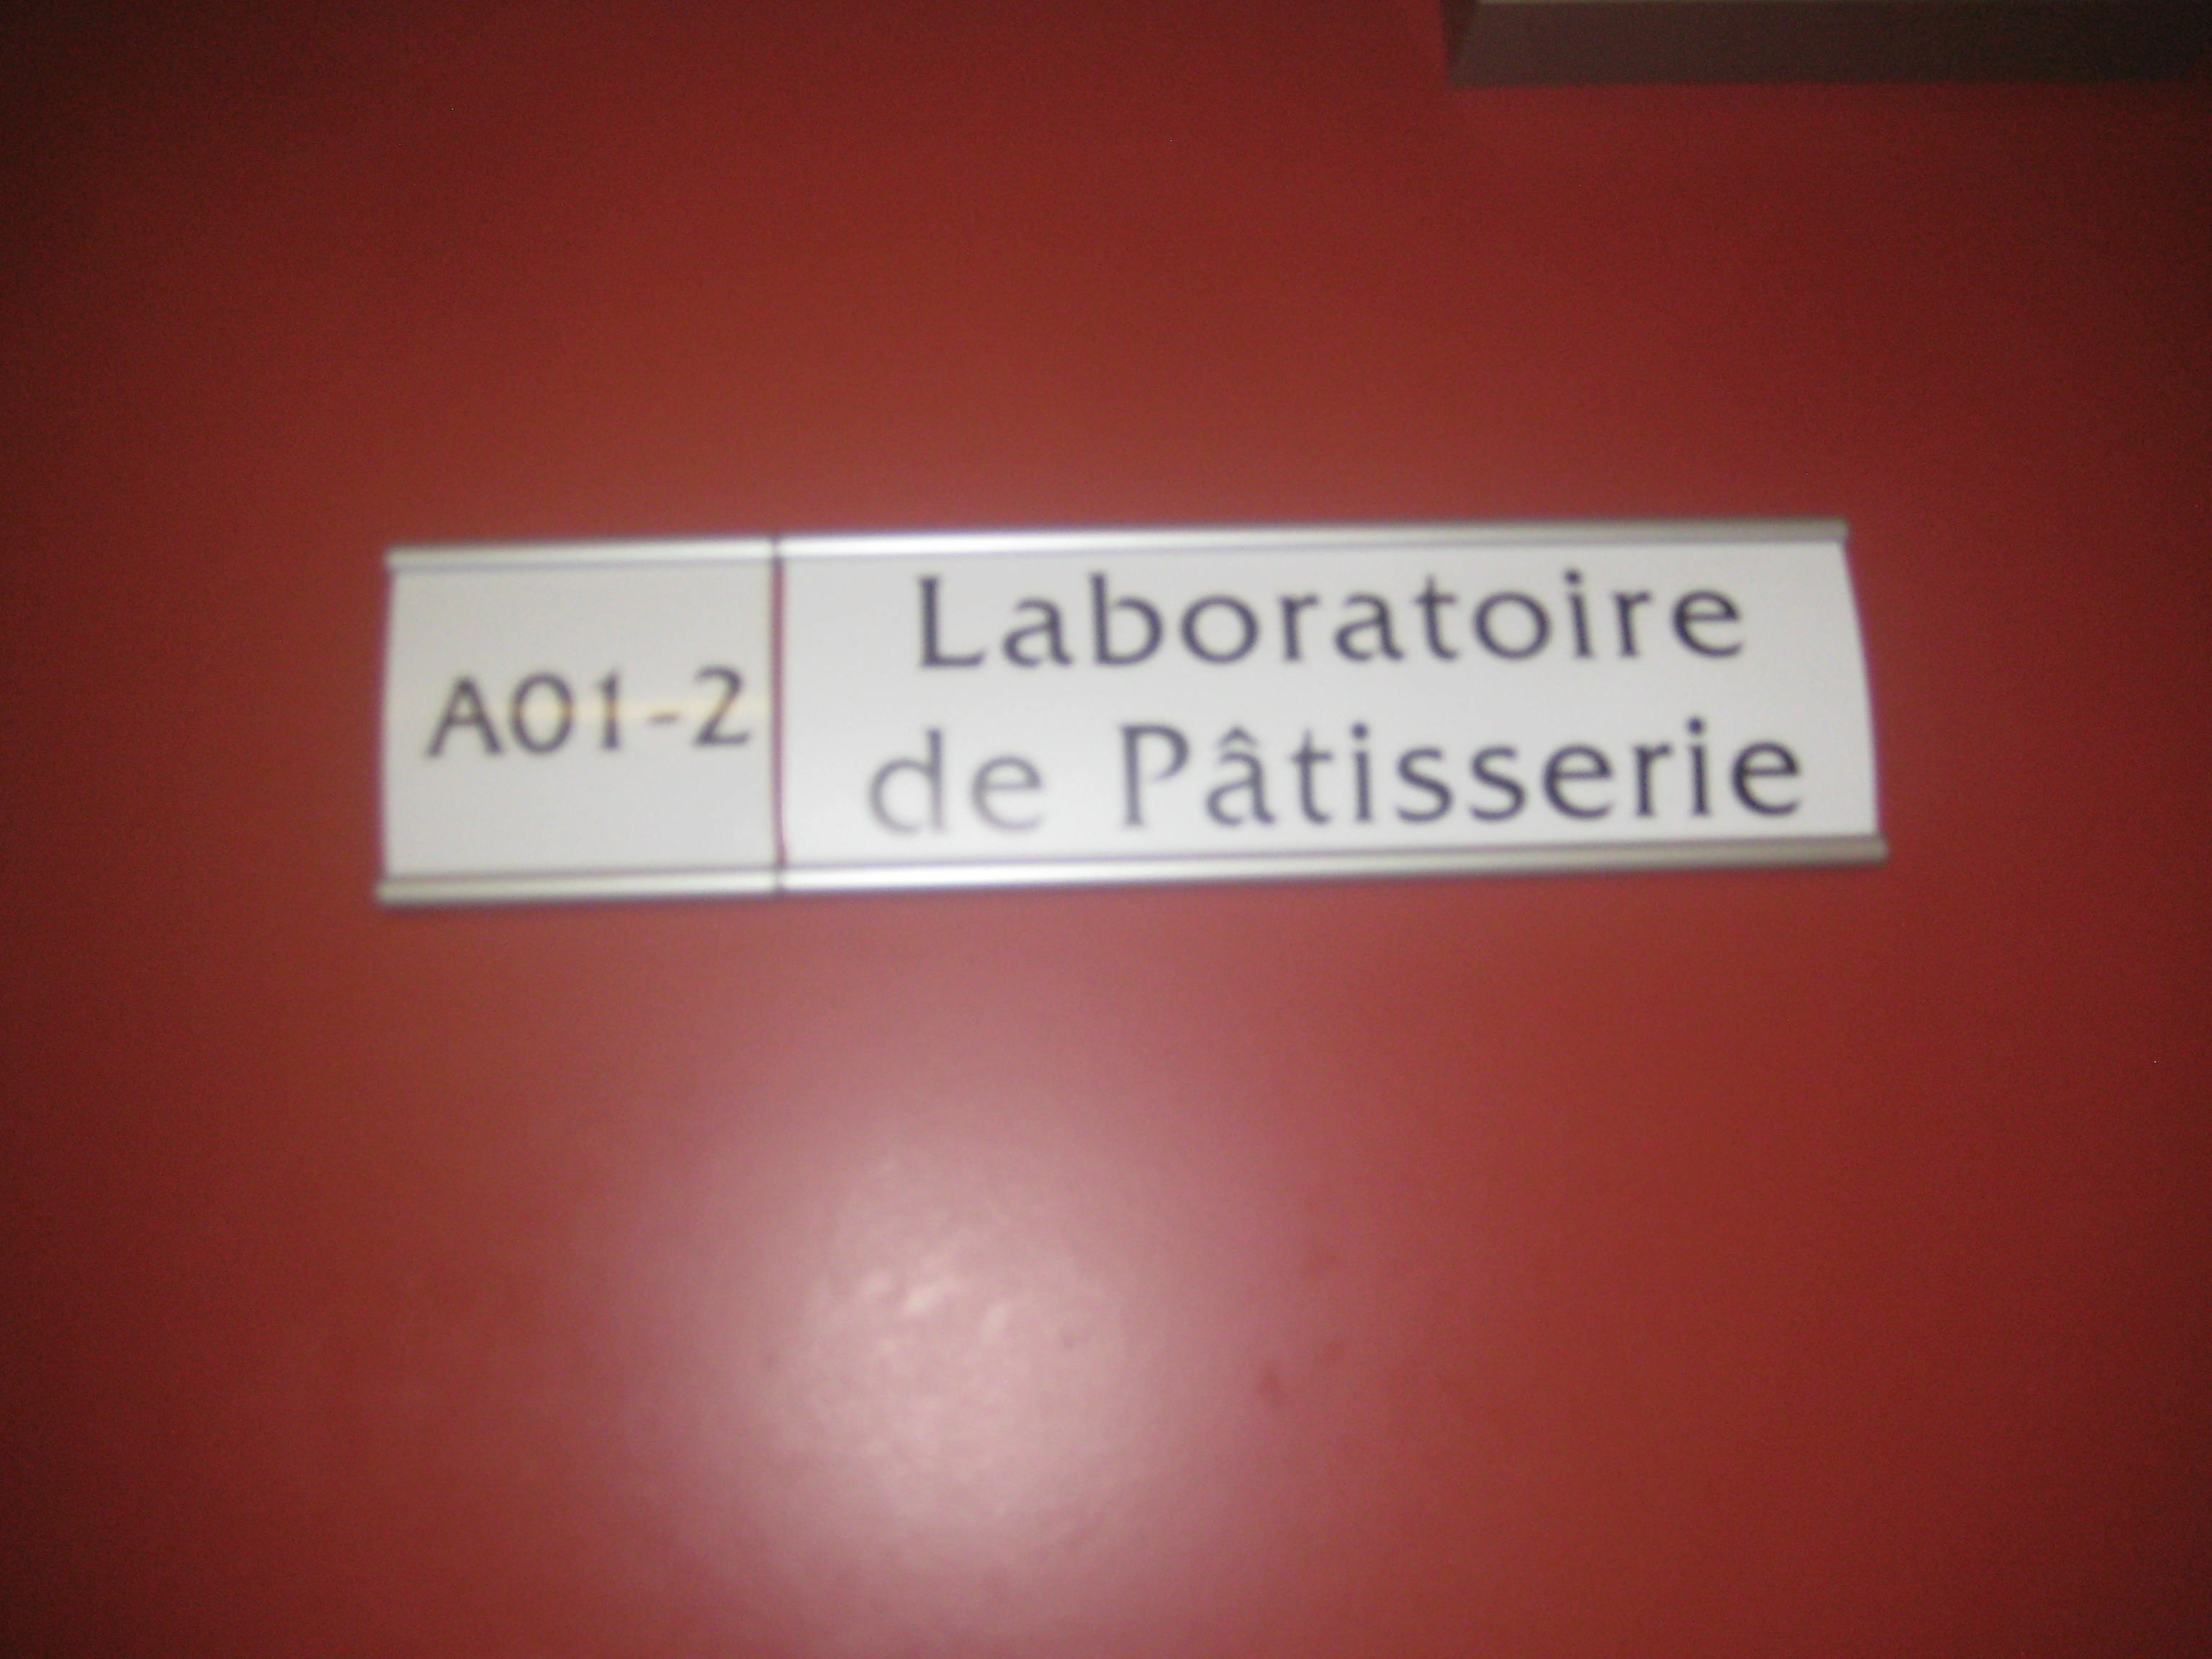 A01-2
Laboratoire
de Pâtisserie